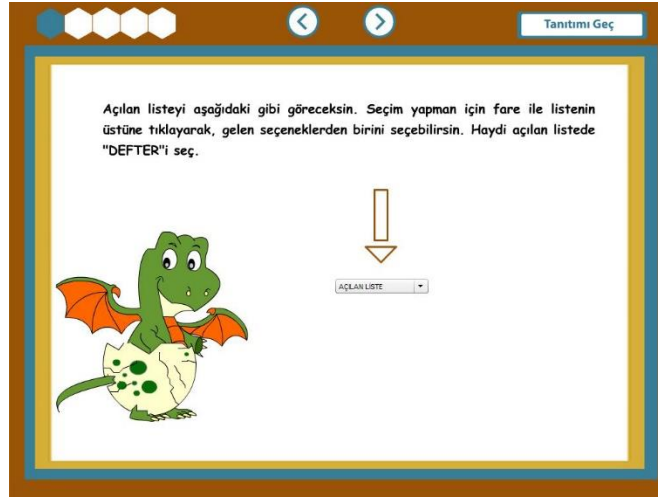 Tanıtımı Geç
Açılan listeyi aşağıdaki gibi göreceksin. Seçim yapman için fare ile listenin
üstüne tıklayarak, gelen seçeneklerden birini seçebilirsin. Haydi açılan listede
"DEFTER"i seç.
AÇILAN LİSTE